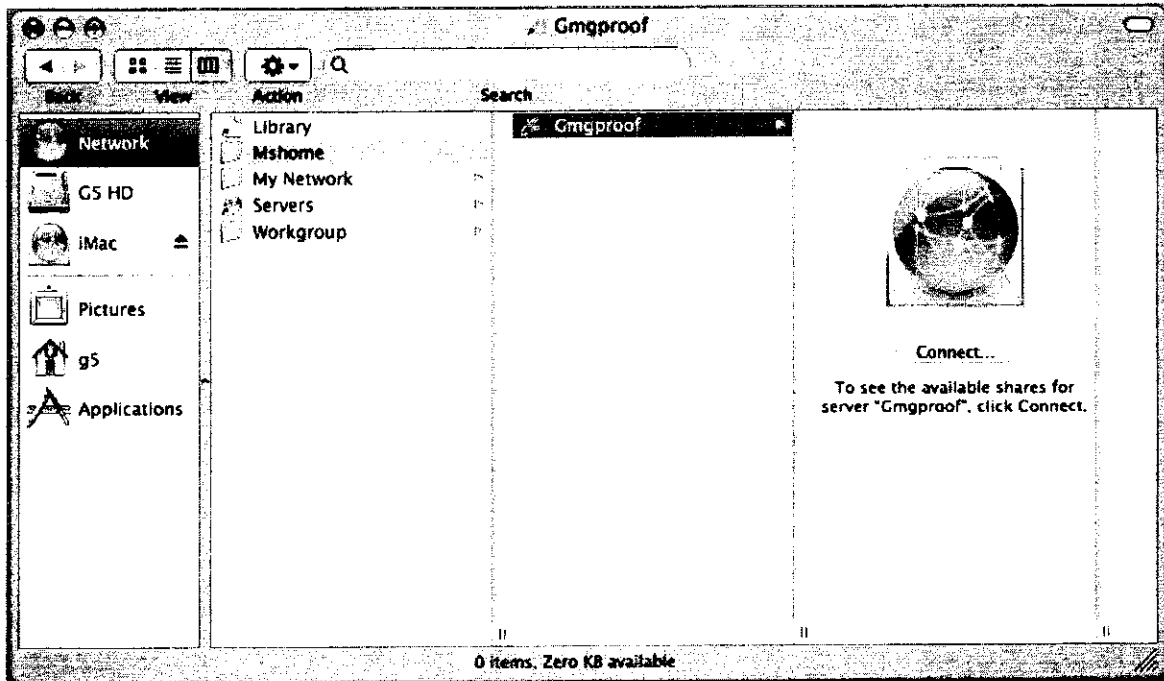 Gmgproof
Back View Action Search
Network
G5 HD
iMac
Pictures
g5
Applications
Library
Mshome
My Network
Servers
Workgroup
Gmgproof
Connect...
To see the available shares for
server "Gmgproof", click Connect.
0 items, Zero KB available